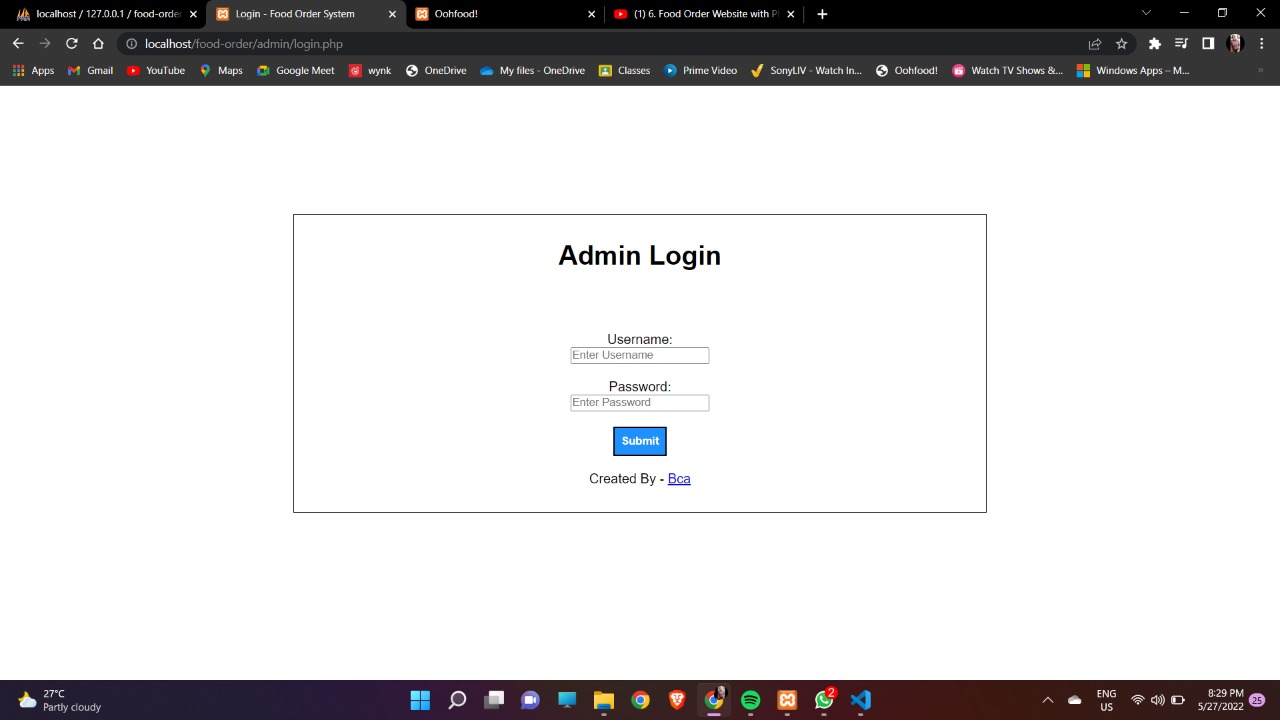 localhost / 127.0.0.1 / food-order
Login - Food Order System
Oohfood!
(1) 6. Food Order Website with P
localhost/food-order/admin/login.php
Apps
Gmail
YouTube
Maps
Google Meet
wynk
OneDrive
My files - OneDrive
Classes
Prime Video
SonyLIV - Watch In...
Oohfood!
Watch TV Shows &...
Windows Apps – M...
»
Admin Login
Username:
Enter Username
Password:
Enter Password
Submit
Created By - Bca
27°C
Partly cloudy
2
ENG
US
8:29 PM
5/27/2022
25